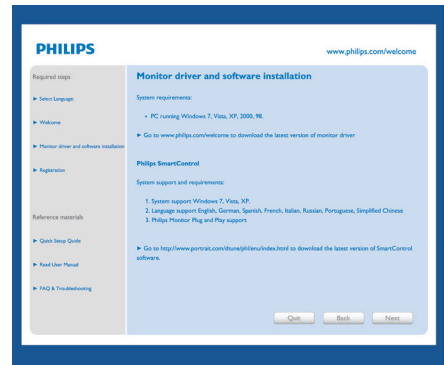 PHILIPS
www.philips.com/welcome
Required steps
► Select Language
► Welcome
► Monitor driver and software installation
► Registration
Reference materials
► Quick Setup Guide
► Read User Manual
► FAQ & Troubleshooting
Monitor driver and software installation
System requirements:
• PC running Windows 7, Vista, XP, 2000, 98.
► Go to www.philips.com/welcome to download the latest version of monitor driver
Philips SmartControl
System support and requirements:
1. System support Windows 7, Vista, XP.
2. Language support English, German, Spanish, French, Italian, Russian, Portuguese, Simplified Chinese
3. Philips Monitor Plug and Play support
► Go to http://www.portrait.com/dtune/phl/enu/index.html to download the latest version of SmartControl
software.
Quit
Back
Next